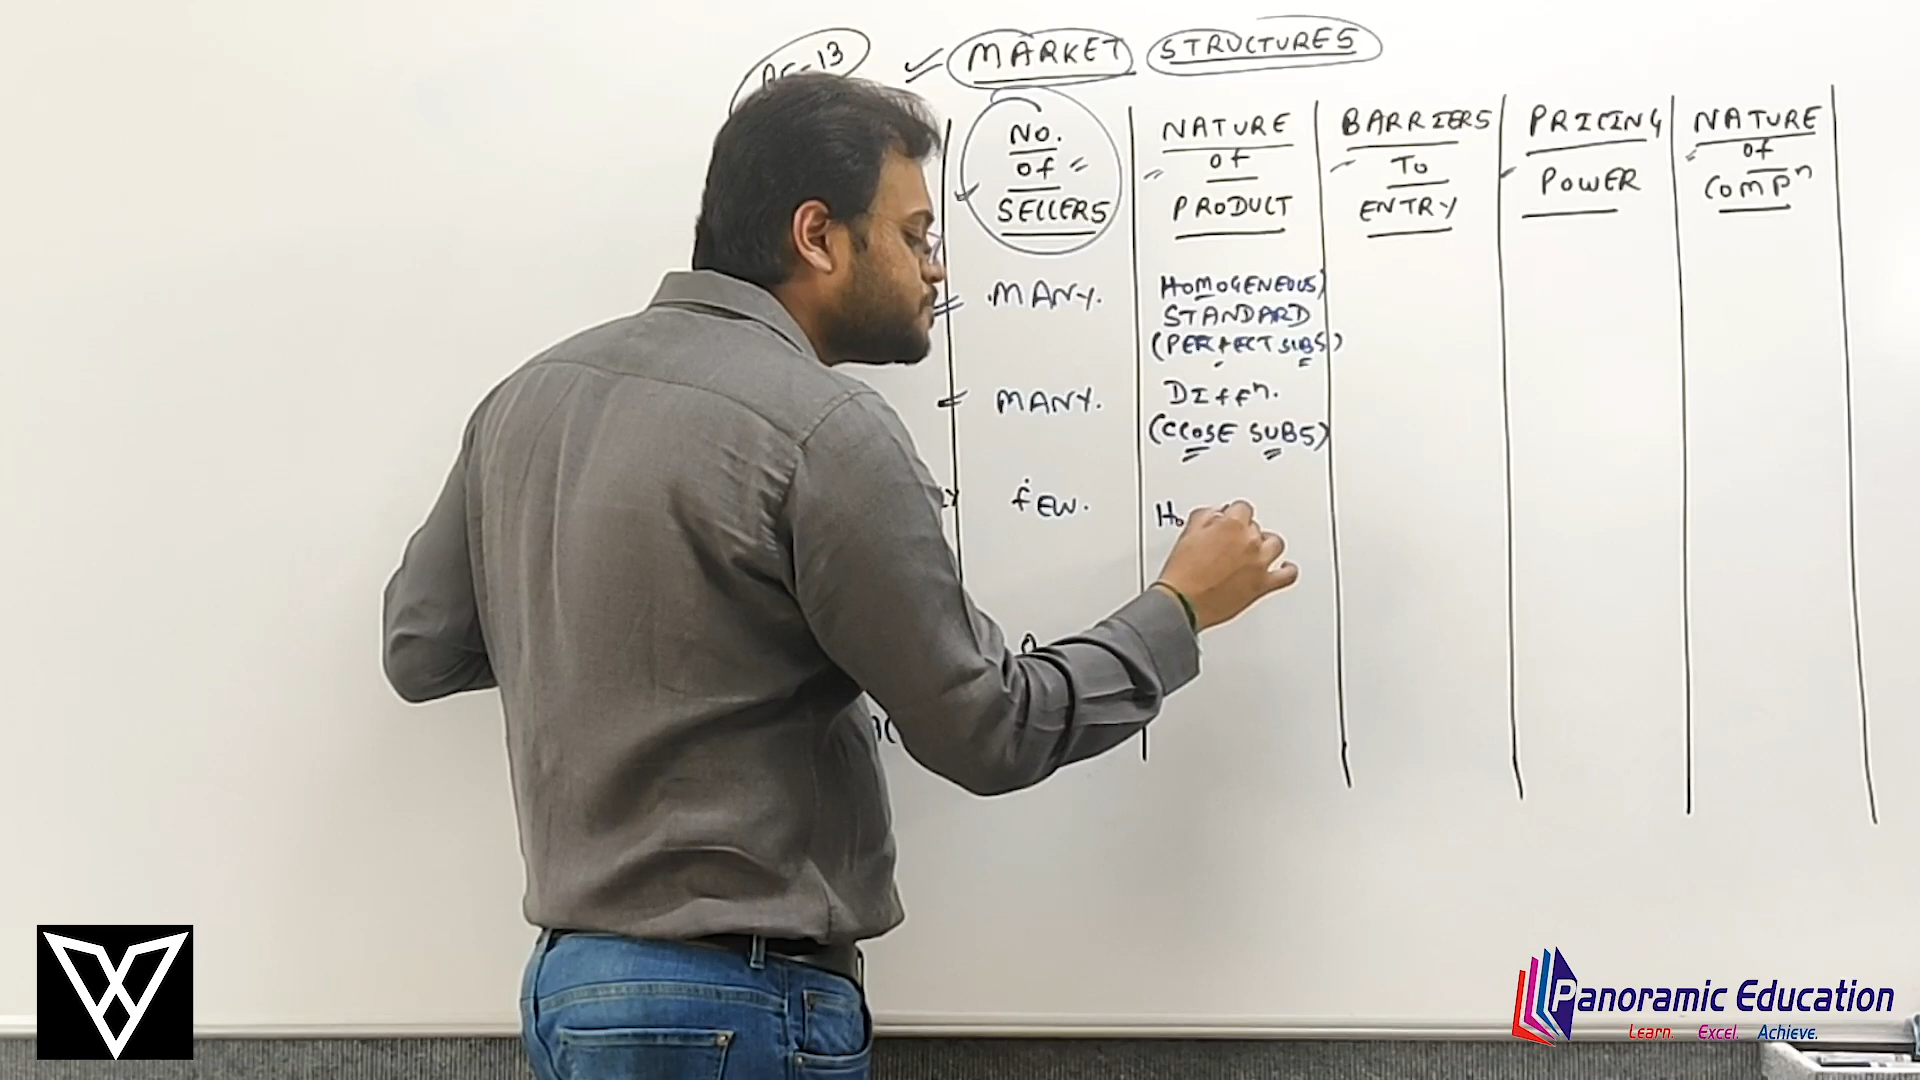 MARKET STRUCTURES
NO.
of
SELLERS
NATURE
of
PRODUCT
BARRIERS
TO
ENTRY
PRICING
POWER
NATURE
of
COMPⁿ
MANY.
HOMOGENEOUS)
STANDARD
(PERFECT SUBS)
MANY.
DIffⁿ.
(CLOSE SUBS)
fEW.
Ho
Panoramic Education
Learn. Excel. Achieve.